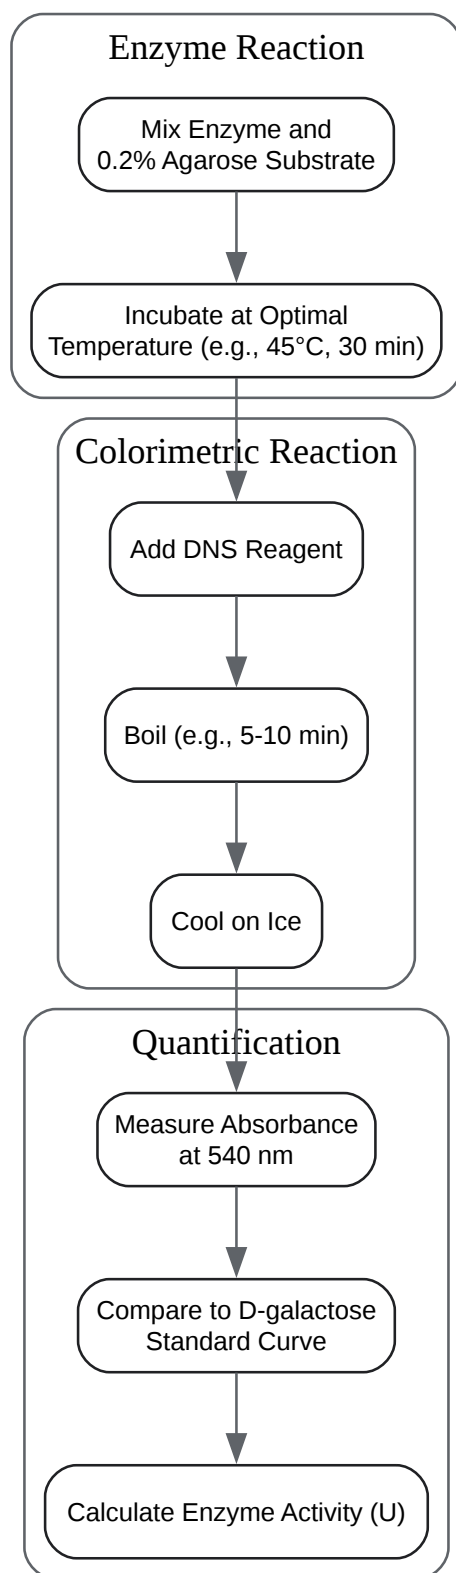 Enzyme Reaction
Mix Enzyme and
0.2% Agarose Substrate
Incubate at Optimal
Temperature (e.g., 45°C, 30 min)
Colorimetric Reaction
Add DNS Reagent
Boil (e.g., 5-10 min)
Cool on Ice
Quantification
Measure Absorbance
at 540 nm
Compare to D-galactose
Standard Curve
Calculate Enzyme Activity (U)